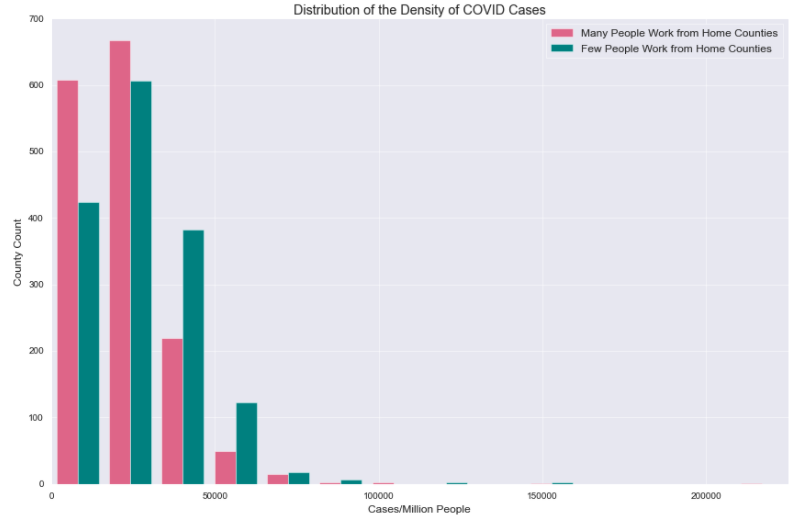 Distribution of the Density of COVID Cases
Many People Work from Home Counties
Few People Work from Home Counties
700
600
500
400
300
200
100
0
County Count
0 50000 100000 150000 200000
Cases/Million People